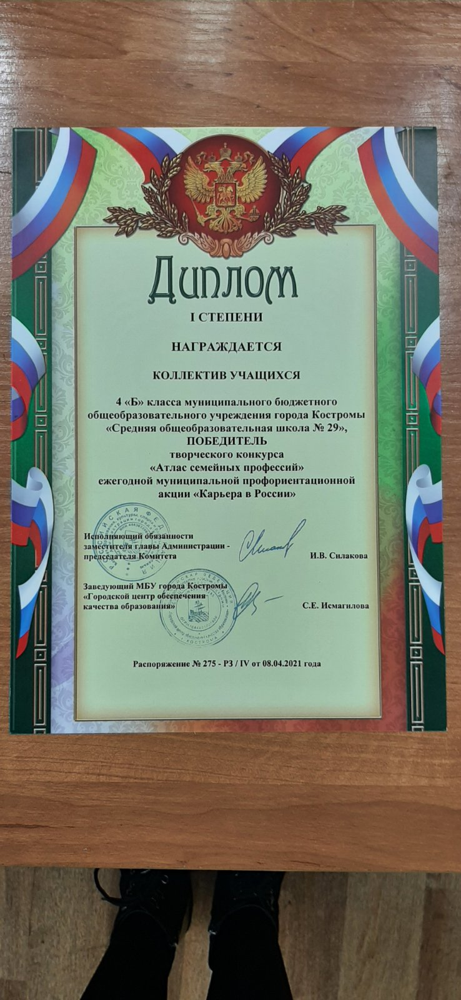 Диплом
I СТЕПЕНИ
НАГРАЖДАЕТСЯ
КОЛЛЕКТИВ УЧАЩИХСЯ
4 «Б» класса муниципального бюджетного
общеобразовательного учреждения города Костромы
«Средняя общеобразовательная школа № 29»,
ПОБЕДИТЕЛЬ
творческого конкурса
«Атлас семейных профессий»
ежегодной муниципальной профориентационной
акции «Карьера в России»
Исполняющий обязанности
заместителя главы Администрации -
председателя Комитета
И.В. Силакова
Заведующий МБУ города Костромы
«Городской центр обеспечения
качества образования»
С.Е. Исмагилова
Распоряжение № 275 - РЗ / IV от 08.04.2021 года